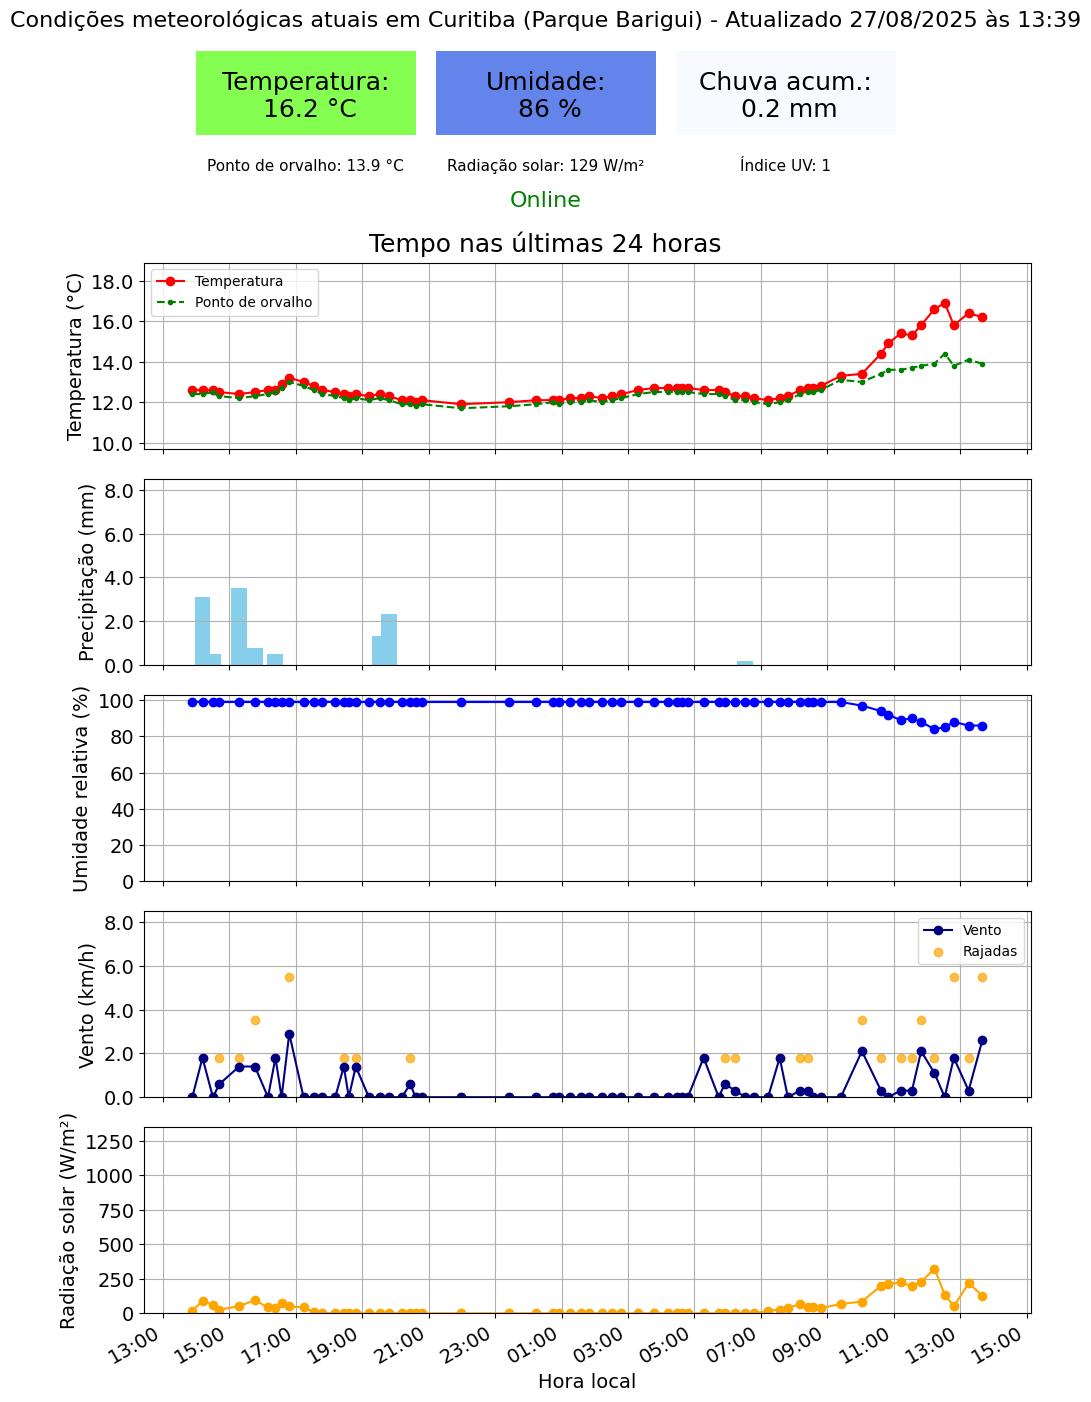 Condições meteorológicas atuais em Curitiba (Parque Barigui) - Atualizado 27/08/2025 às 13:39
Temperatura:
16.2 °C
Umidade:
86 %
Chuva acum.:
0.2 mm
Ponto de orvalho: 13.9 °C
Radiação solar: 129 W/m²
Índice UV: 1
Online
Tempo nas últimas 24 horas
Temperatura (°C)
18.0
16.0
14.0
12.0
10.0
Temperatura
Ponto de orvalho
Precipitação (mm)
8.0
6.0
4.0
2.0
0.0
Umidade relativa (%)
100
80
60
40
20
0
Vento (km/h)
8.0
6.0
4.0
2.0
0.0
Vento
Rajadas
Radiação solar (W/m²)
1250
1000
750
500
250
0
13:00
15:00
17:00
19:00
21:00
23:00
01:00
03:00
05:00
07:00
09:00
11:00
13:00
15:00
Hora local